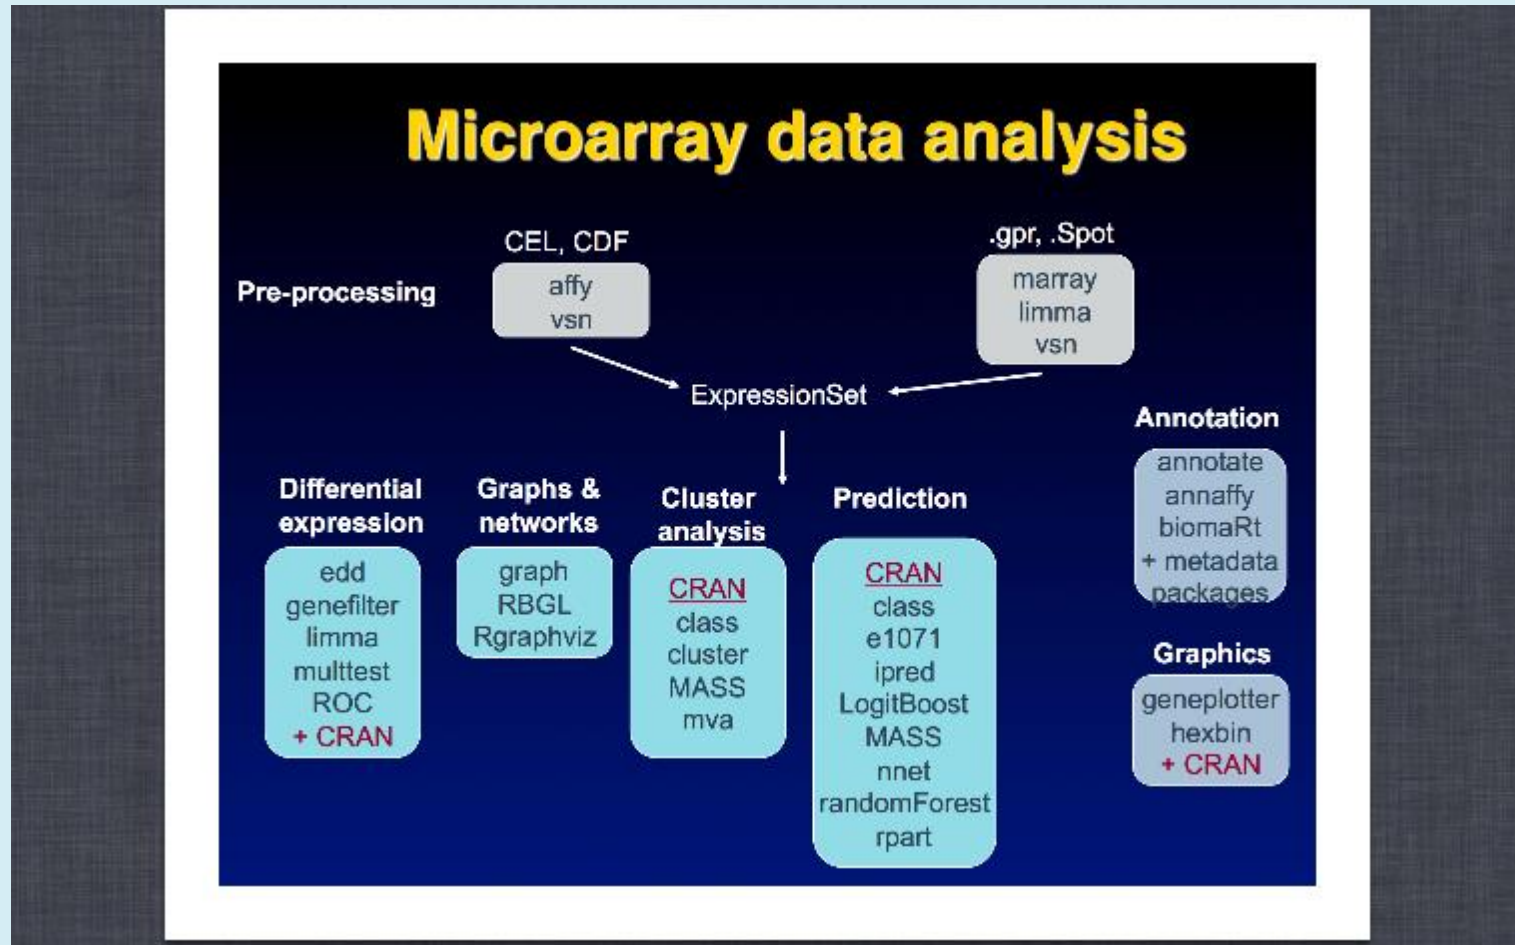 Microarray data analysis
CEL, CDF
.gpr, .Spot
Pre-processing
affy
vsn
marray
limma
vsn
ExpressionSet
Differential
expression
edd
genefilter
limma
multtest
ROC
+ CRAN
Graphs &
networks
graph
RBGL
Rgraphviz
Cluster
analysis
CRAN
class
cluster
MASS
mva
Prediction
CRAN
class
e1071
ipred
LogitBoost
MASS
nnet
randomForest
rpart
Annotation
annotate
annaffy
biomaRt
+ metadata
packages
Graphics
geneplotter
hexbin
+ CRAN